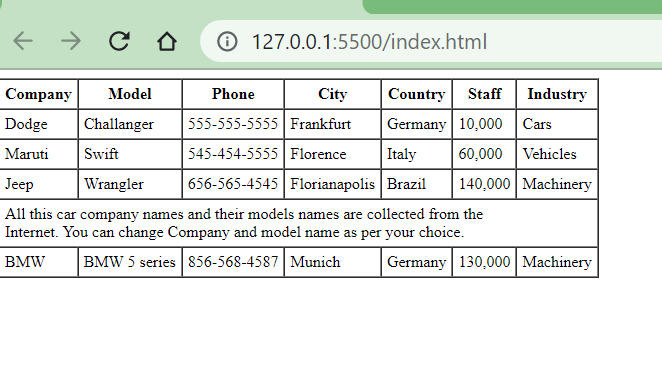 127.0.0.1:5500/index.html
Company Model Phone City Country Staff Industry
Dodge Challanger 555-555-5555 Frankfurt Germany 10,000 Cars
Maruti Swift 545-454-5555 Florence Italy 60,000 Vehicles
Jeep Wrangler 656-565-4545 Florianapolis Brazil 140,000 Machinery
All this car company names and their models names are collected from the
Internet. You can change Company and model name as per your choice.
BMW BMW 5 series 856-568-4587 Munich Germany 130,000 Machinery